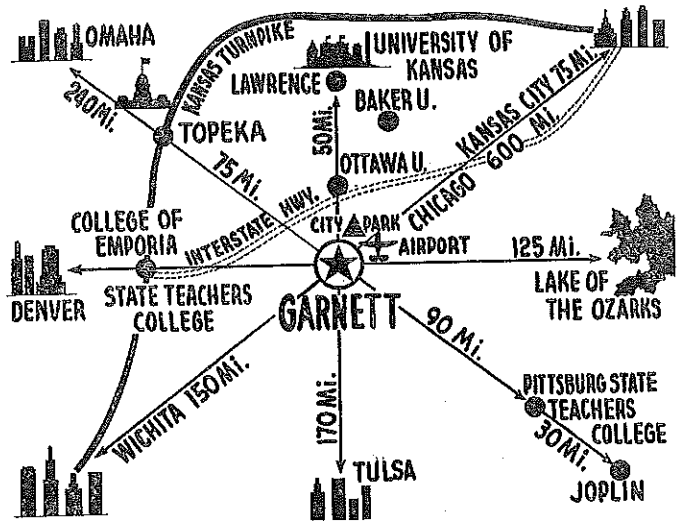 OMAHA
240 Mi.
KANSAS TURNPIKE
UNIVERSITY OF
KANSAS
LAWRENCE
BAKER U.
KANSAS CITY 75 Mi.
CHICAGO 600 Mi.
TOPEKA
75 Mi.
50 Mi.
OTTAWA U.
COLLEGE OF
EMPORIA
INTERSTATE HWY.
CITY PARK
AIRPORT
125 Mi.
DENVER
STATE TEACHERS
COLLEGE
GARNETT
LAKE OF
THE OZARKS
90 Mi.
WICHITA 150 Mi.
170 Mi.
PITTSBURG STATE
TEACHERS
COLLEGE
30 Mi.
TULSA
JOPLIN